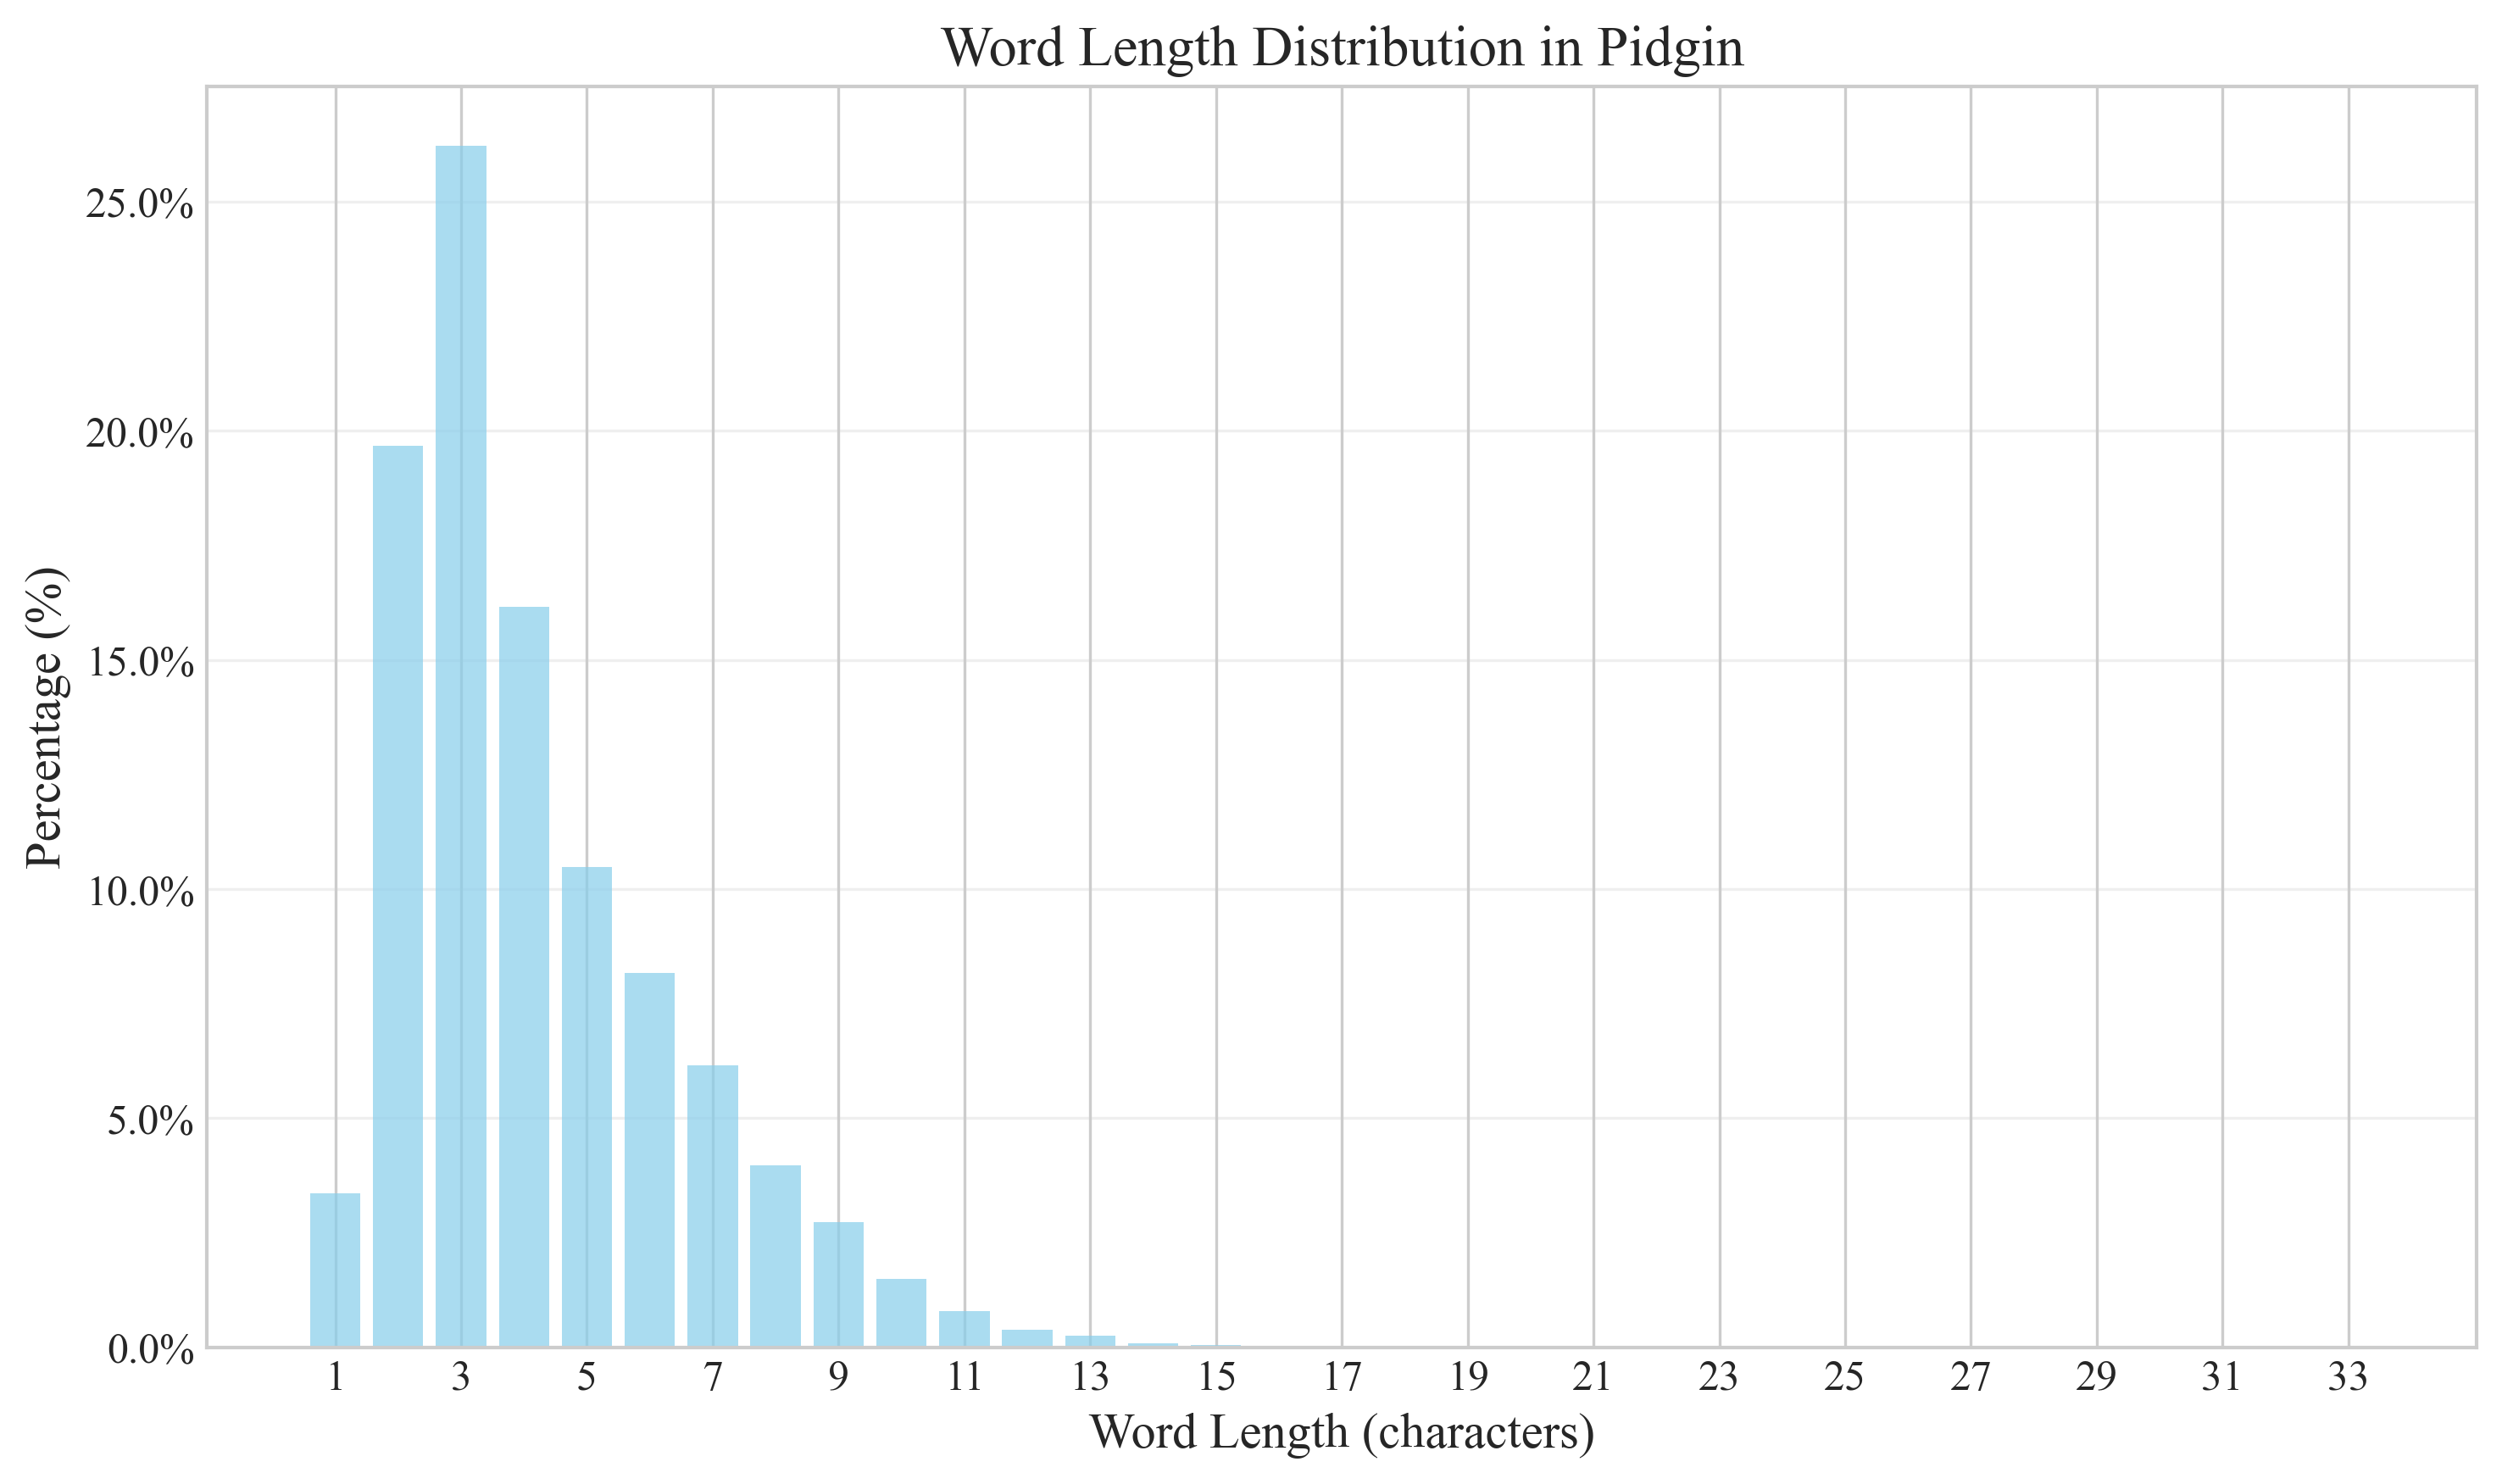 Word Length Distribution in Pidgin
Percentage (%)
25.0%
20.0%
15.0%
10.0%
5.0%
0.0%
1 3 5 7 9 11 13 15 17 19 21 23 25 27 29 31 33
Word Length (characters)